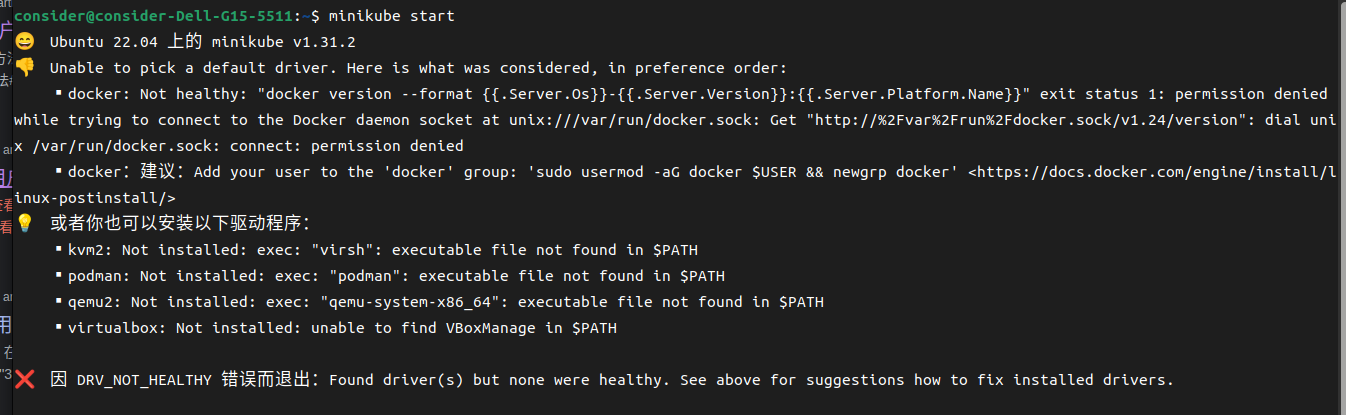 consider@consider-Dell-G15-5511:~$ minikube start
😄 Ubuntu 22.04 上的 minikube v1.31.2
👎 Unable to pick a default driver. Here is what was considered, in preference order:
▪ docker: Not healthy: "docker version --format {{.Server.Os}}-{{.Server.Version}}:{{.Server.Platform.Name}}" exit status 1: permission denied
while trying to connect to the Docker daemon socket at unix:///var/run/docker.sock: Get "http://%2Fvar%2Frun%2Fdocker.sock/v1.24/version": dial uni
x /var/run/docker.sock: connect: permission denied
▪ docker：建议：Add your user to the 'docker' group: 'sudo usermod -aG docker $USER && newgrp docker' <https://docs.docker.com/engine/install/l
inux-postinstall/>
💡 或者你也可以安装以下驱动程序：
▪ kvm2: Not installed: exec: "virsh": executable file not found in $PATH
▪ podman: Not installed: exec: "podman": executable file not found in $PATH
▪ qemu2: Not installed: exec: "qemu-system-x86_64": executable file not found in $PATH
▪ virtualbox: Not installed: unable to find VBoxManage in $PATH
❌ 因 DRV_NOT_HEALTHY 错误而退出：Found driver(s) but none were healthy. See above for suggestions how to fix installed drivers.